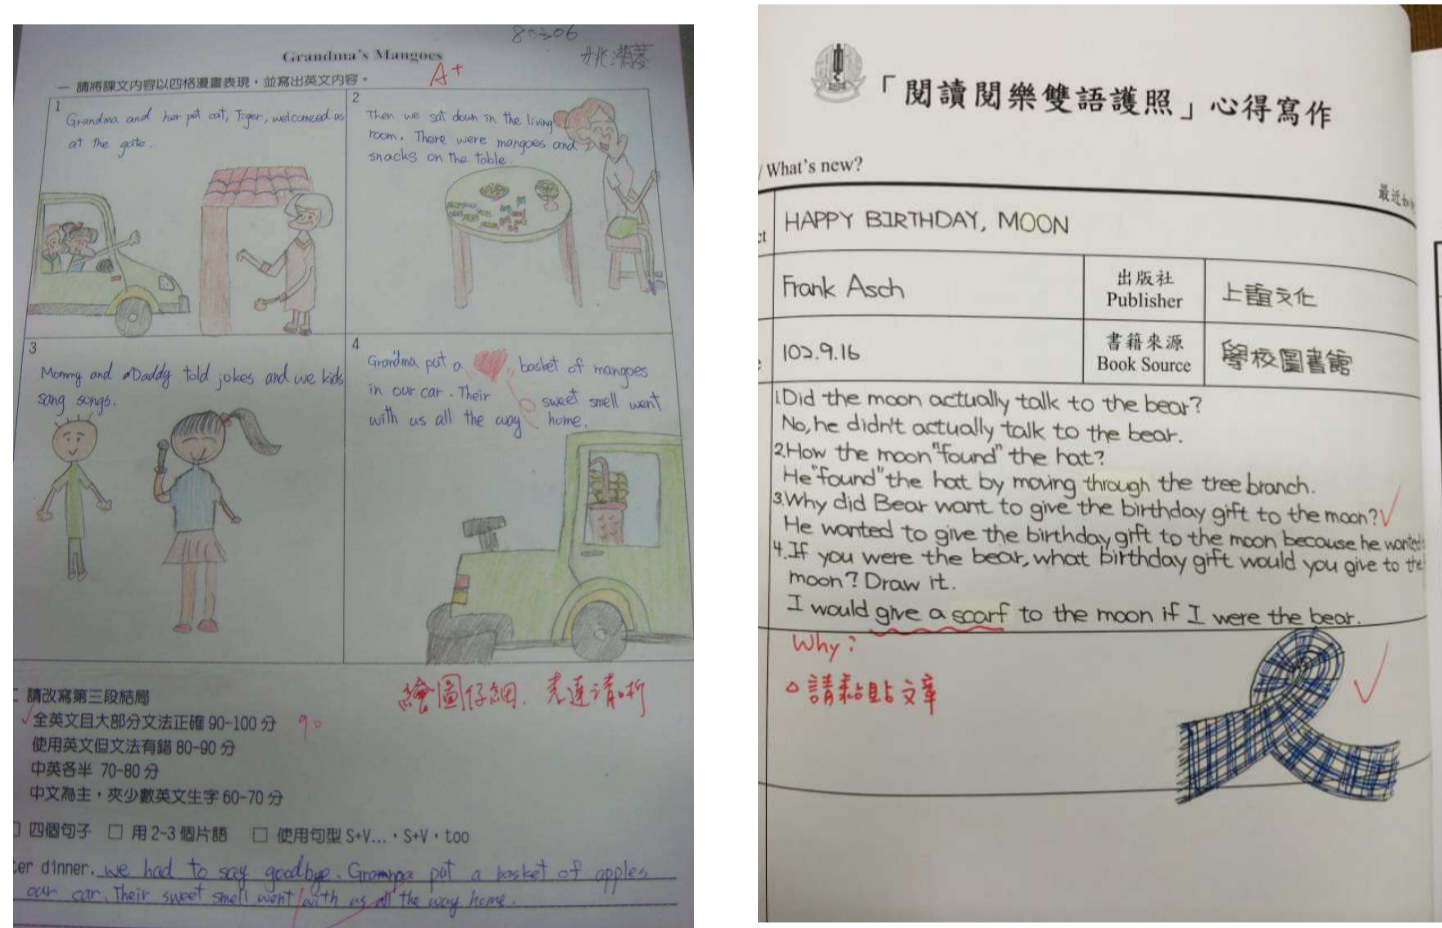 80306
Grandma's Mangoes
姚
A+
一 請將課文內容以四格漫畫表現，並寫出英文內容。
1
Grandma and her pet cat, Tiger, welcomeed us
at the gate.
2
Then we sat down in the living
room. There were mangoes and
snacks on the table.
3
Mommy and Daddy told jokes and we kids
sang songs.
4
Grandma put a basket of mangoes
in our car. Their sweet smell went
with us all the way home.
繪圖仔細、表達清晰
請改寫第三段結局
全英文且大部分文法正確 90-100 分
90
使用英文但文法有錯 80-90 分
中英各半 70-80 分
中文為主，夾少數英文生字 60-70 分
□ 四個句子 □ 用 2-3 個片語 □ 使用句型 S+V...，S+V，too
ter dinner, we had to say goodbye. Grampa put a basket of apples
our car. Their sweet smell went with us all the way home.
「閱讀閱樂雙語護照」心得寫作
/ What's new?
最近如
HAPPY BIRTHDAY, MOON
Frank Asch
出版社
Publisher
上誼文化
102.9.16
書籍來源
Book Source
學校圖書館
1.Did the moon actually talk to the bear?
No, he didn't actually talk to the bear.
2.How the moon "found" the hat?
He "found" the hat by moving through the tree branch.
3.Why did Bear want to give the birthday gift to the moon?
He wanted to give the birthday gift to the moon because he wanted
4.If you were the bear, what birthday gift would you give to the
moon? Draw it.
I would give a scarf to the moon if I were the bear.
Why?
請黏貼文章